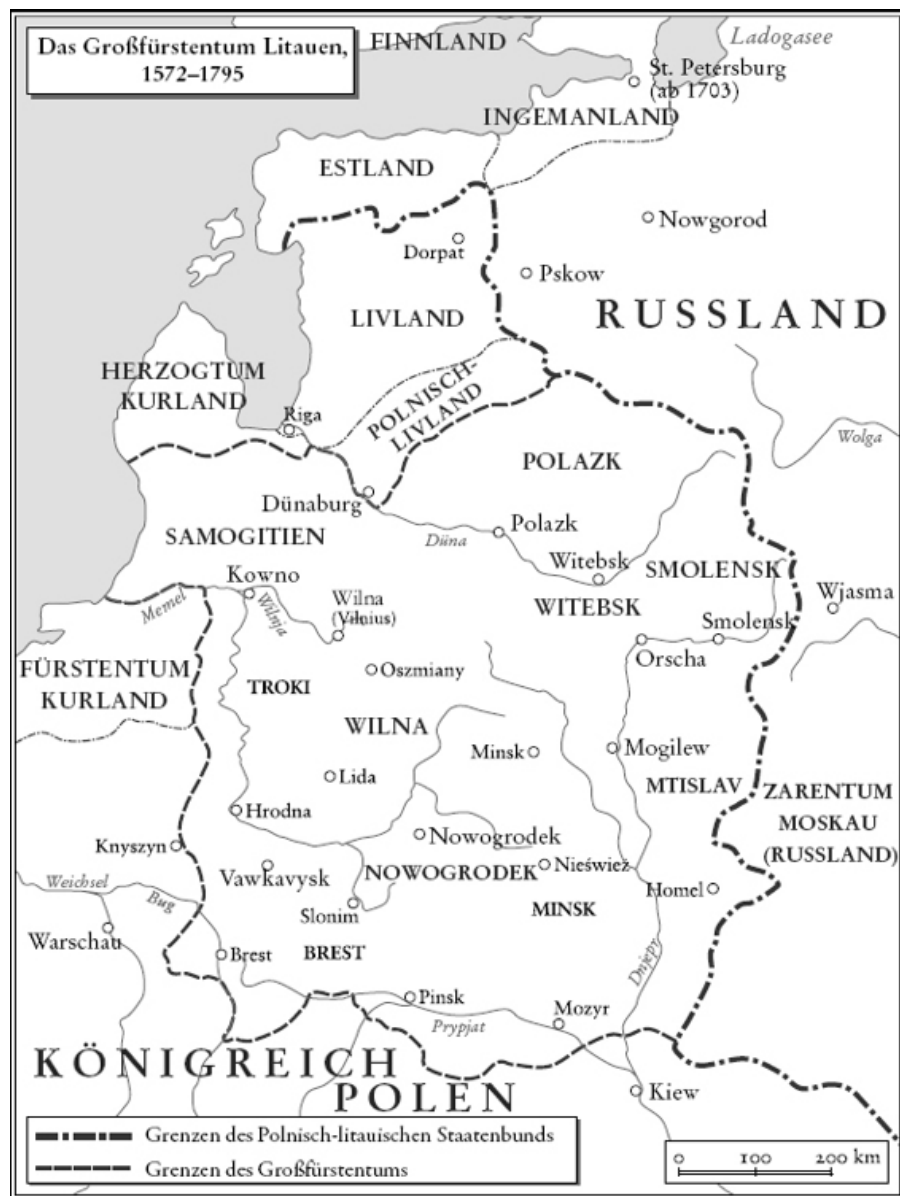 Das Großfürstentum Litauen,
1572–1795
FINNLAND
Ladogasee
St. Petersburg
(ab 1703)
INGEMANLAND
ESTLAND
Nowgorod
Dorpat
Pskow
RUSSLAND
LIVLAND
HERZOGTUM
KURLAND
POLNISCH-
LIVLAND
Riga
Wolga
POLAZK
Dünaburg
Polazk
SAMOGITIEN
Düna
Witebsk
SMOLENSK
Kowno
Memel
Wilnja
Wilna
(Vilnius)
WITEBSK
Wjasma
Smolensk
Orscha
FÜRSTENTUM
KURLAND
Oszmiany
TROKI
WILNA
Minsk
Mogilew
Lida
MTISLAV
ZARENTUM
MOSKAU
(RUSSLAND)
Hrodna
Nowogrodek
Knyszyn
Vawkavysk
NOWOGRODEK
Nieśwież
Weichsel
Bug
Homel
Slonim
MINSK
Warschau
Brest
BREST
Dnjepr
Pinsk
Mozyr
Prypjat
KÖNIGREICH
POLEN
Kiew
Grenzen des Polnisch-litauischen Staatenbunds
Grenzen des Großfürstentums
0 100 200 km